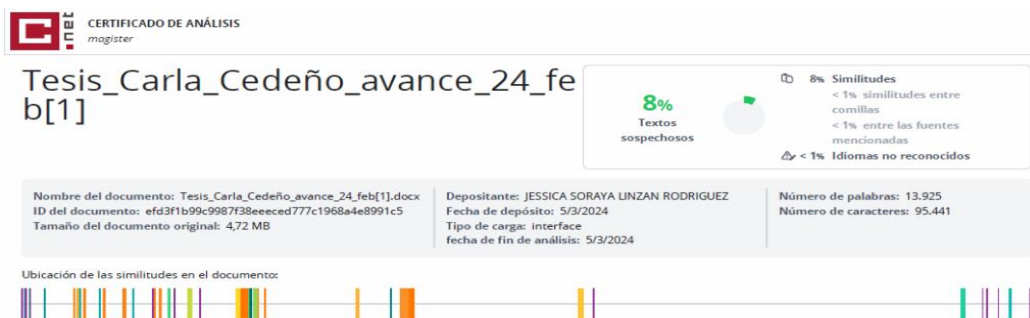 C
.net
CERTIFICADO DE ANÁLISIS
magister
Tesis_Carla_Cedeño_avance_24_fe
b[1]
8%
Textos
sospechosos
8% Similitudes
< 1% similitudes entre
comillas
< 1% entre las fuentes
mencionadas
< 1% Idiomas no reconocidos
Nombre del documento: Tesis_Carla_Cedeño_avance_24_feb[1].docx
ID del documento: efd3f1b99c9987f38eeeced777c1968a4e8991c5
Tamaño del documento original: 4,72 MB
Depositante: JESSICA SORAYA LINZAN RODRIGUEZ
Fecha de depósito: 5/3/2024
Tipo de carga: interface
fecha de fin de análisis: 5/3/2024
Número de palabras: 13.925
Número de caracteres: 95.441
Ubicación de las similitudes en el documento: